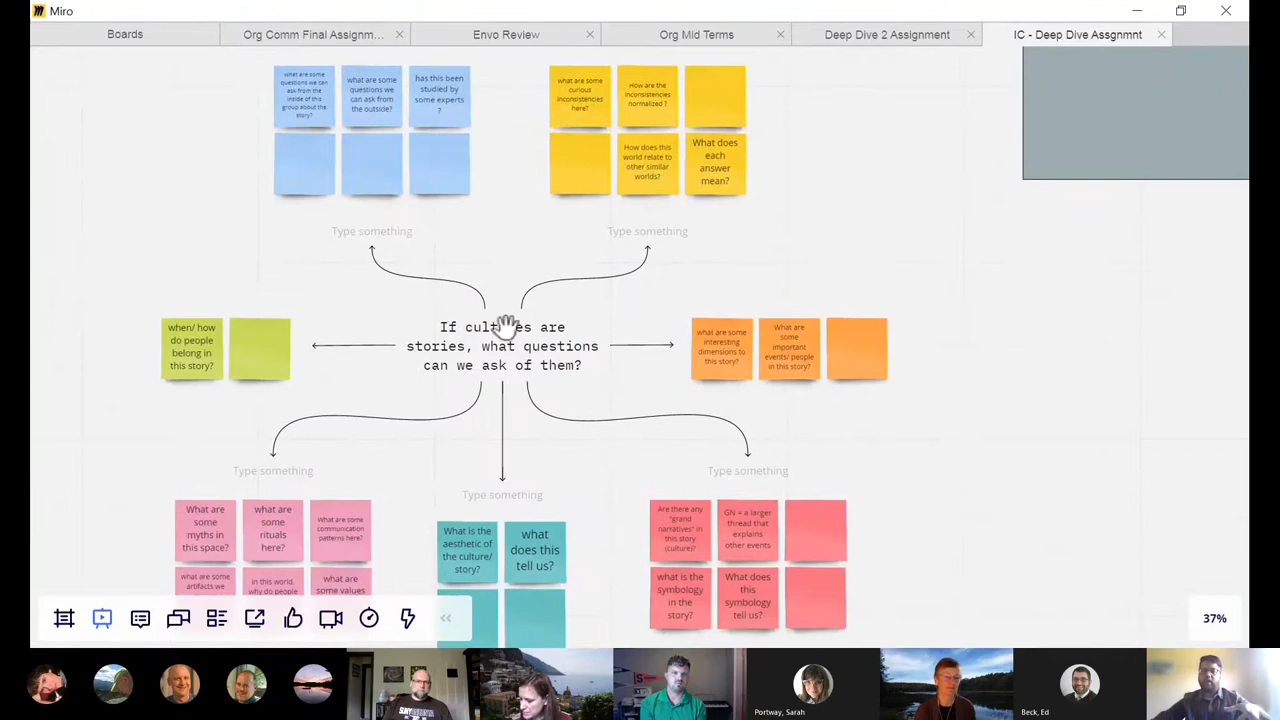 Miro
Boards
Org Comm Final Assignm...
Envo Review
Org Mid Terms
Deep Dive 2 Assignment
IC - Deep Dive Assgnmnt
what are some
questions we
can ask from
the inside of this
group about the
story?
what are some
questions we
can ask from
the outside?
has this been
studied by
some experts
?
what are some
curious
inconsistencies
here?
How are the
inconsistencies
normalized ?
How does this
world relate to
other similar
worlds?
What does
each
answer
mean?
Type something
Type something
when/ how
do people
belong in
this story?
If cultures are
stories, what questions
can we ask of them?
what are some
interesting
dimensions to
this story?
What are
some
important
events/ people
in this story?
Type something
Type something
Type something
What are
some
myths in
this space?
what are
some
rituals
here?
What are some
communication
patterns here?
what are some
artifacts we
in this world,
why do people
what are
some values
What is the
aesthetic of
the culture/
story?
what
does this
tell us?
Are there any
"grand
narratives" in
this story
(culture)?
GN = a larger
thread that
explains
other events
what is the
symbology
in the
story?
What does
this
symbology
tell us?
37%
Portway, Sarah
Beck, Ed